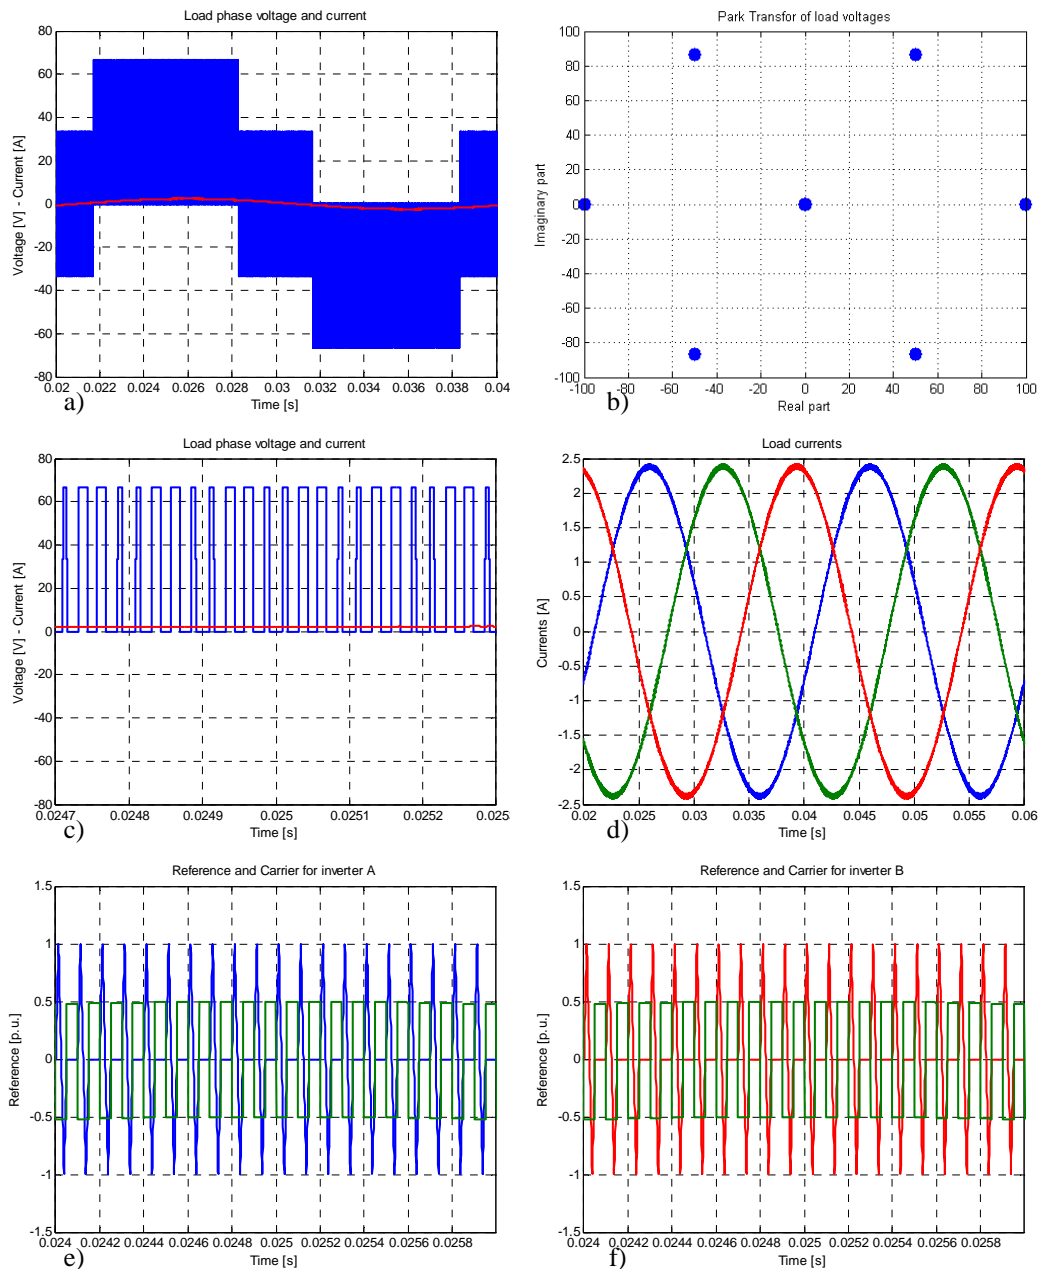 Load phase voltage and current
Voltage [V] - Current [A]
80
60
40
20
0
-20
-40
-60
-80
0.02 0.022 0.024 0.026 0.028 0.03 0.032 0.034 0.036 0.038 0.04
Time [s]
a)
Park Transfor of load voltages
Imaginary part
100
80
60
40
20
0
-20
-40
-60
-80
-100
-100 -80 -60 -40 -20 0 20 40 60 80 100
Real part
b)
Load phase voltage and current
Voltage [V] - Current [A]
80
60
40
20
0
-20
-40
-60
-80
0.0247 0.0248 0.0249 0.025 0.0251 0.0252 0.025
Time [s]
c)
Load currents
Currents [A]
2.5
2
1.5
1
0.5
0
-0.5
-1
-1.5
-2
-2.5
0.02 0.025 0.03 0.035 0.04 0.045 0.05 0.055 0.06
Time [s]
d)
Reference and Carrier for inverter A
Reference [p.u.]
1.5
1
0.5
0
-0.5
-1
-1.5
0.024 0.0242 0.0244 0.0246 0.0248 0.025 0.0252 0.0254 0.0256 0.0258
Time [s]
e)
Reference and Carrier for inverter B
Reference [p.u.]
1.5
1
0.5
0
-0.5
-1
-1.5
0.024 0.0242 0.0244 0.0246 0.0248 0.025 0.0252 0.0254 0.0256 0.0258
Time [s]
f)